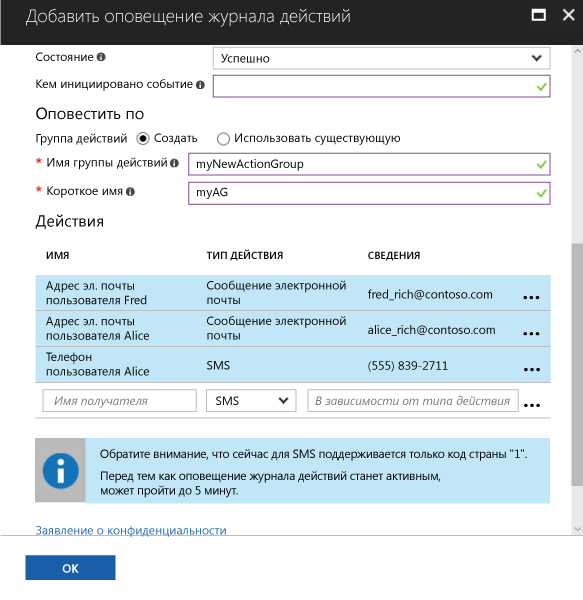 Добавить оповещение журнала действий
Состояние
Успешно
Кем инициировано событие
Оповестить по
Группа действий Создать Использовать существующую
* Имя группы действий
myNewActionGroup
* Короткое имя
myAG
Действия
ИМЯ ТИП ДЕЙСТВИЯ СВЕДЕНИЯ
Адрес эл. почты
пользователя Fred
Сообщение электронной
почты
fred_rich@contoso.com
Адрес эл. почты
пользователя Alice
Сообщение электронной
почты
alice_rich@contoso.com
Телефон
пользователя Alice
SMS
(555) 839-2711
Имя получателя
SMS
В зависимости от типа действия
Обратите внимание, что сейчас для SMS поддерживается только код страны "1".
Перед тем как оповещение журнала действий станет активным,
может пройти до 5 минут.
Заявление о конфиденциальности
ОК